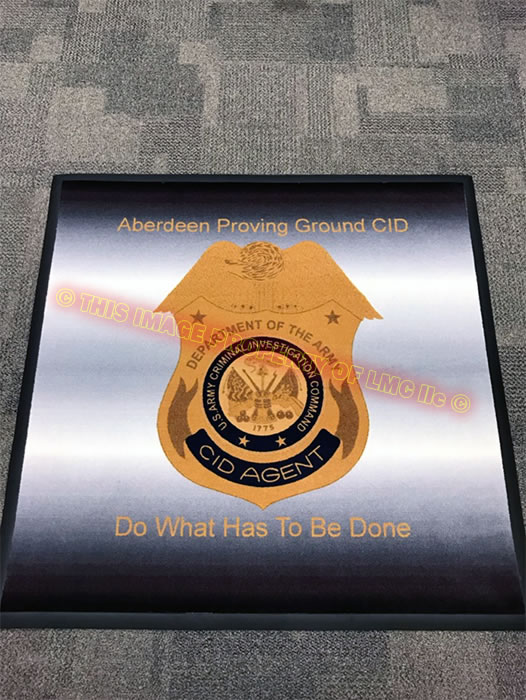 Aberdeen Proving Ground CID
© THIS IMAGE PROPERTY OF LMC llc ©
DEPARTMENT OF THE ARMY
U.S. ARMY CRIMINAL INVESTIGATION COMMAND
1775
CID AGENT
Do What Has To Be Done